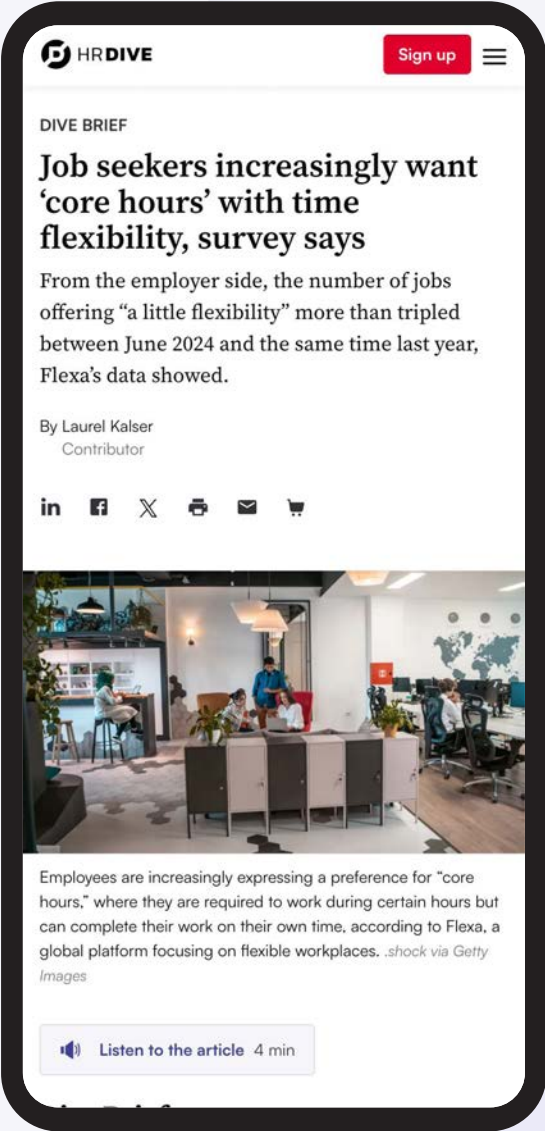 HRDIVE
Sign up
DIVE BRIEF
Job seekers increasingly want
‘core hours’ with time
flexibility, survey says
From the employer side, the number of jobs
offering “a little flexibility” more than tripled
between June 2024 and the same time last year,
Flexa’s data showed.
By Laurel Kalser
Contributor
Employees are increasingly expressing a preference for “core
hours,” where they are required to work during certain hours but
can complete their work on their own time, according to Flexa, a
global platform focusing on flexible workplaces. .shock via Getty
Images
Listen to the article 4 min